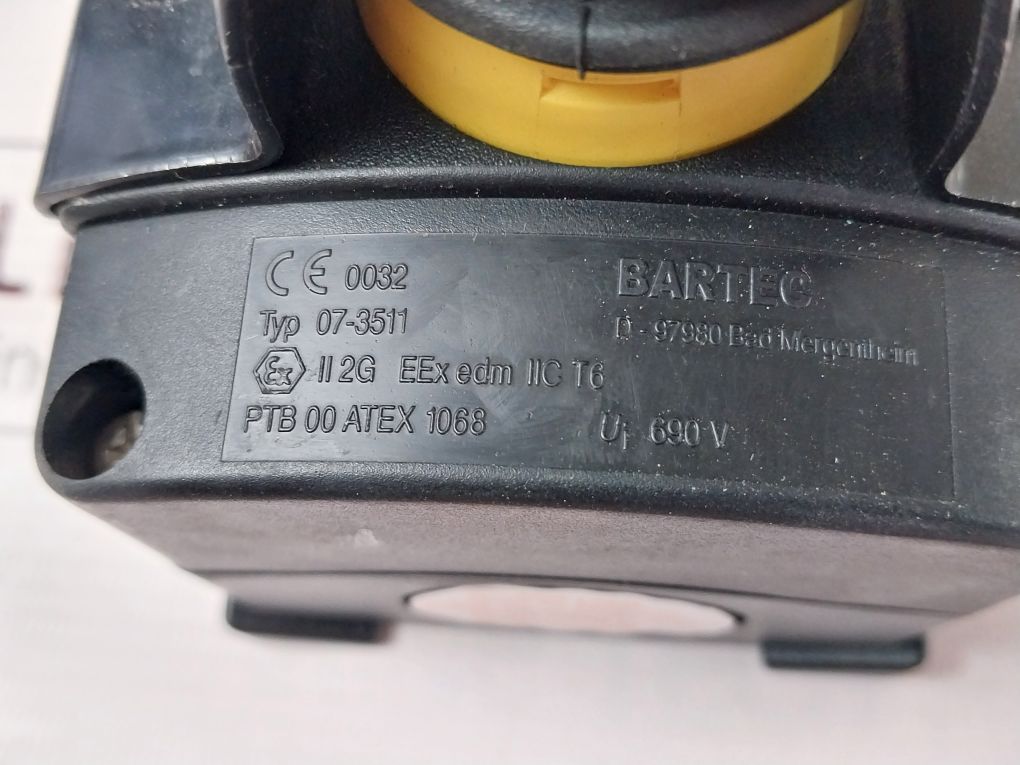 CE 0032
BARTEC
Typ 07-3511
D - 97980 Bad Mergentheim
Ex II 2G EEx edm IIC T6
PTB 00 ATEX 1068
Ui 690 V